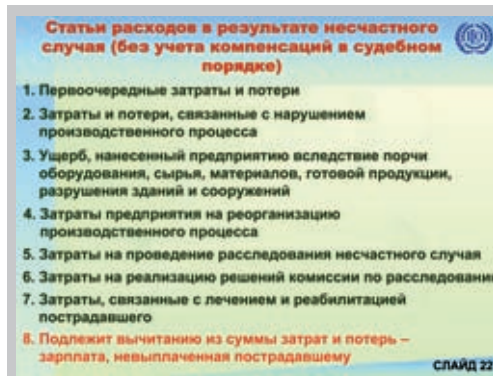 Статьи расходов в результате несчастного
случая (без учета компенсаций в судебном
порядке)
1. Первоочередные затраты и потери
2. Затраты и потери, связанные с нарушением
производственного процесса
3. Ущерб, нанесенный предприятию вследствие порчи
оборудования, сырья, материалов, готовой продукции,
разрушения зданий и сооружений
4. Затраты предприятия на реорганизацию
производственного процесса
5. Затраты на проведение расследования несчастного случая
6. Затраты на реализацию решений комиссии по расследовани
7. Затраты, связанные с лечением и реабилитацией
пострадавшего
8. Подлежит вычитанию из суммы затрат и потерь –
зарплата, невыплаченная пострадавшему
СЛАЙД 22